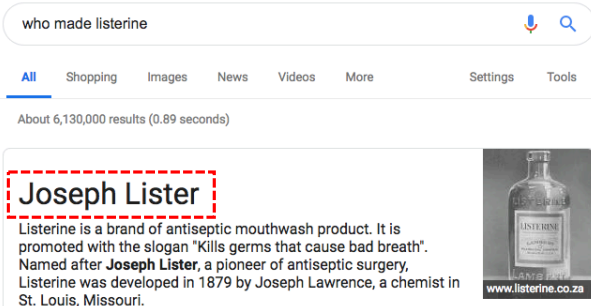 who made listerine
All Shopping Images News Videos More Settings Tools
About 6,130,000 results (0.89 seconds)
Joseph Lister
Listerine is a brand of antiseptic mouthwash product. It is
promoted with the slogan "Kills germs that cause bad breath".
Named after Joseph Lister, a pioneer of antiseptic surgery,
Listerine was developed in 1879 by Joseph Lawrence, a chemist in
St. Louis, Missouri.
LISTERINE
LISTERINE
LAMBERT
www.listerine.co.za